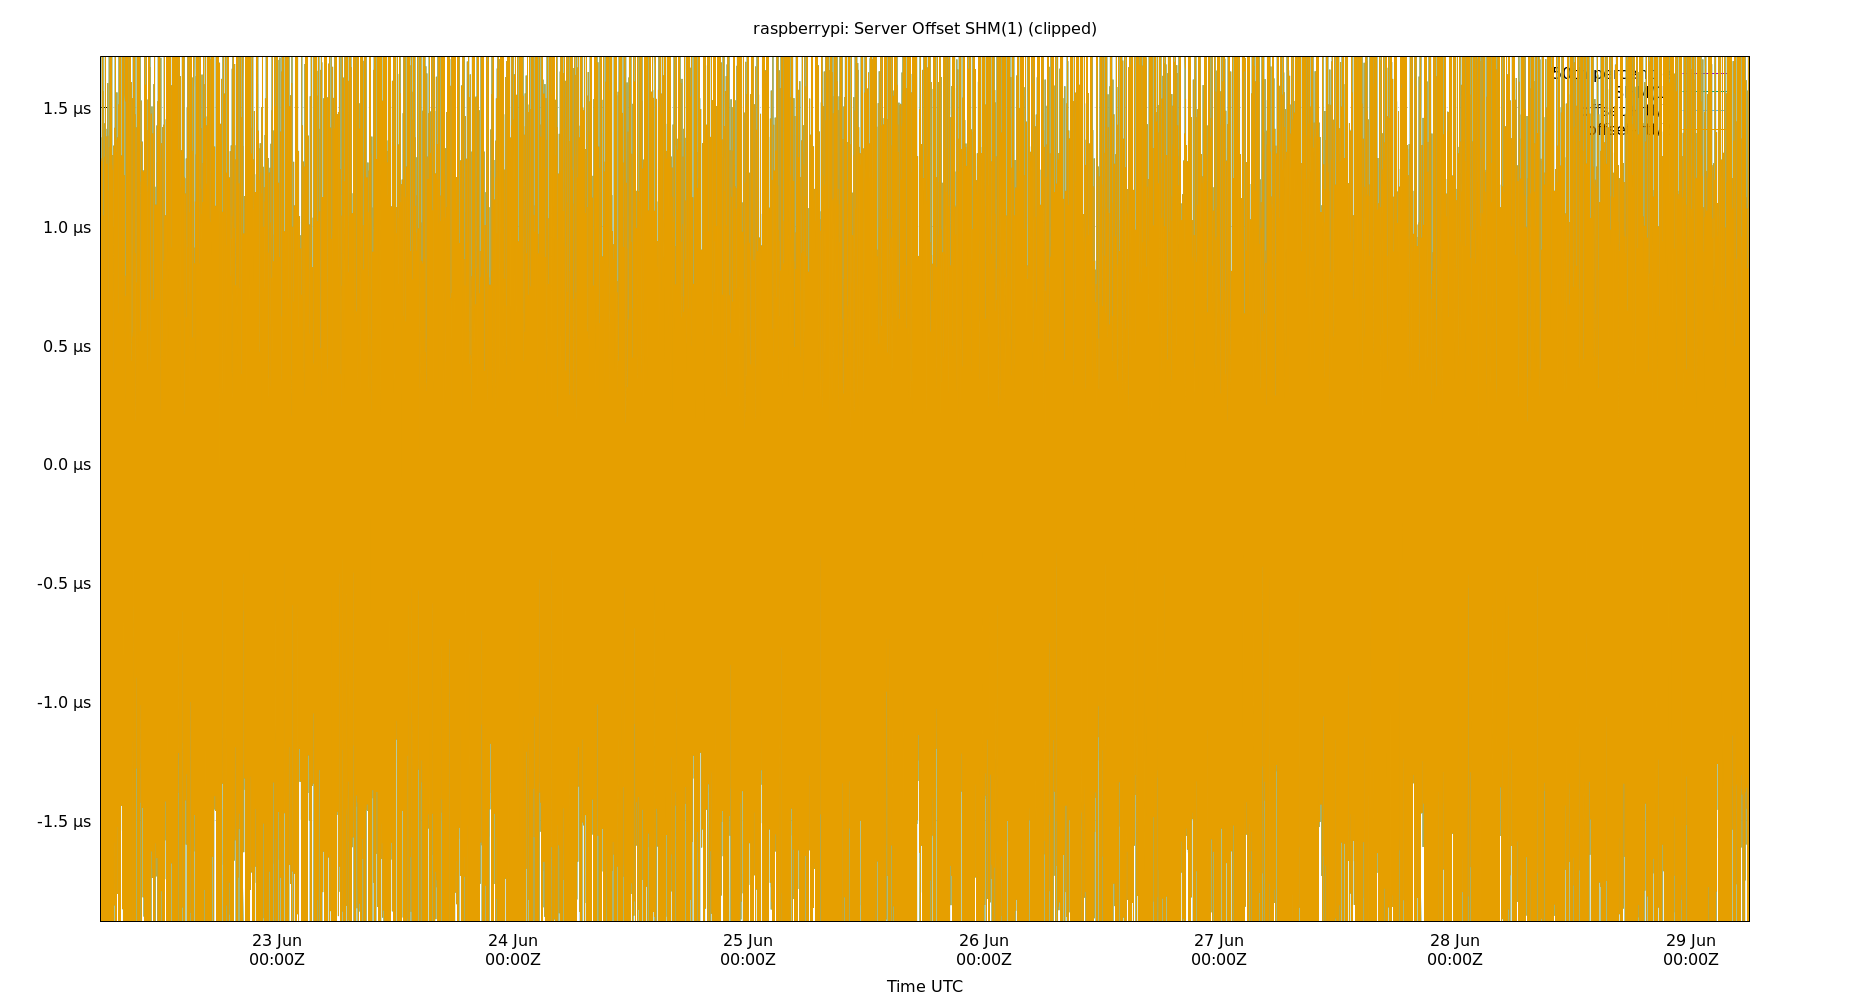 raspberrypi: Server Offset SHM(1) (clipped)
1.5 µs
1.0 µs
0.5 µs
0.0 µs
-0.5 µs
-1.0 µs
-1.5 µs
23 Jun 24 Jun 25 Jun 26 Jun 27 Jun 28 Jun 29 Jun
00:00Z 00:00Z 00:00Z 00:00Z 00:00Z 00:00Z 00:00Z
Time UTC